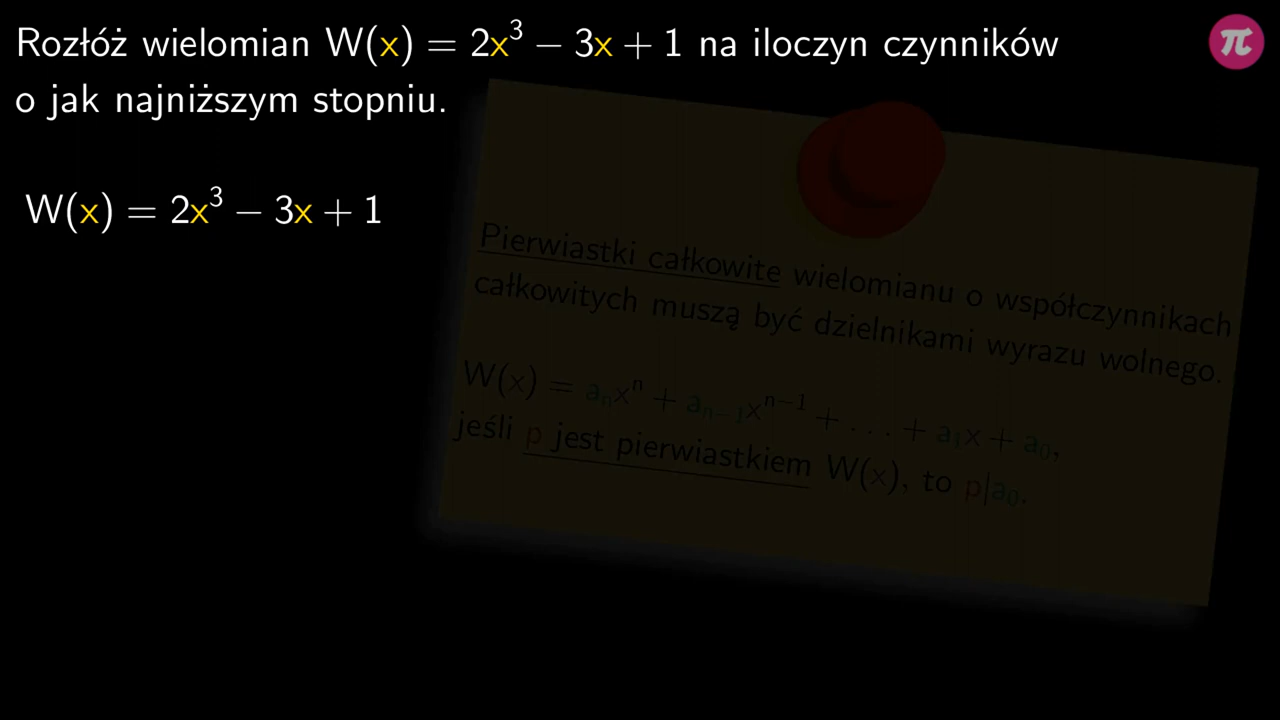 Rozłóż wielomian W(x) = 2x³ − 3x + 1 na iloczyn czynników
o jak najniższym stopniu.
π
W(x) = 2x³ − 3x + 1
Pierwiastki całkowite wielomianu o współczynnikach
całkowitych muszą być dzielnikami wyrazu wolnego.
W(x) = aₙxⁿ + aₙ₋₁xⁿ⁻¹ + . . . + a₁x + a₀,
jeśli p jest pierwiastkiem W(x), to p|a₀.